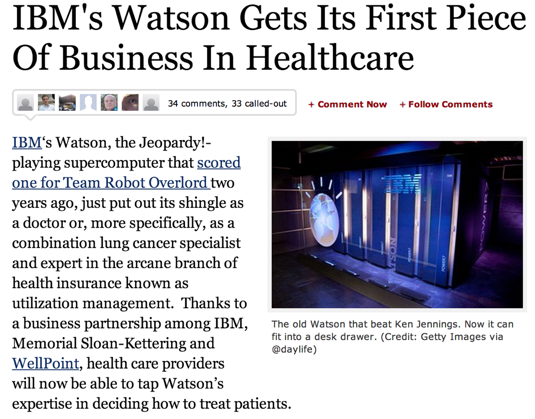 IBM's Watson Gets Its First Piece
Of Business In Healthcare
34 comments, 33 called-out
+ Comment Now
+ Follow Comments
IBM‘s Watson, the Jeopardy!-
playing supercomputer that scored
one for Team Robot Overlord two
years ago, just put out its shingle as
a doctor or, more specifically, as a
combination lung cancer specialist
and expert in the arcane branch of
health insurance known as
utilization management.  Thanks to
a business partnership among IBM,
Memorial Sloan-Kettering and
WellPoint, health care providers
will now be able to tap Watson’s
expertise in deciding how to treat patients.
IBM
The old Watson that beat Ken Jennings. Now it can
fit into a desk drawer. (Credit: Getty Images via
@daylife)